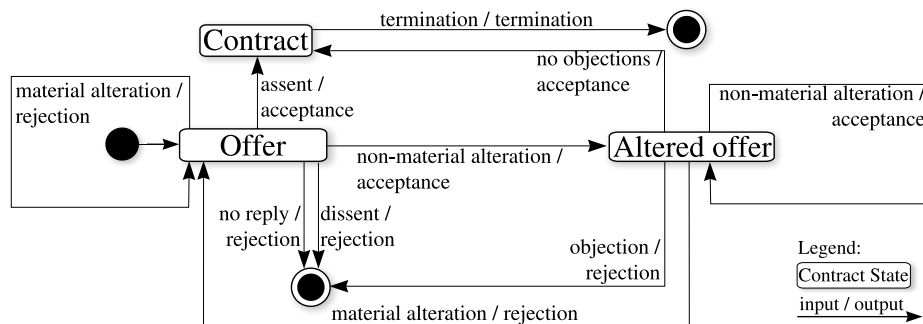 termination / termination
Contract
no objections /
acceptance
material alteration /
rejection
assent /
acceptance
non-material alteration /
acceptance
Offer
Altered offer
non-material alteration /
acceptance
no reply /
rejection
dissent /
rejection
objection /
rejection
material alteration / rejection
Legend:
Contract State
input / output